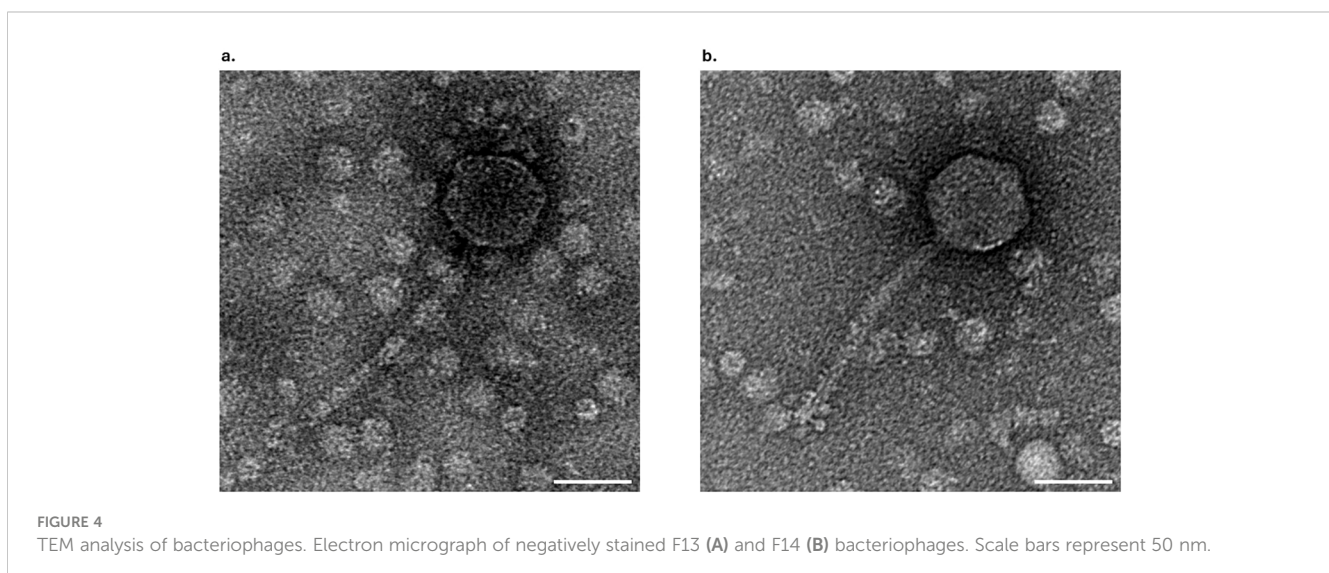 a.
b.
FIGURE 4
TEM analysis of bacteriophages. Electron micrograph of negatively stained F13 (A) and F14 (B) bacteriophages. Scale bars represent 50 nm.